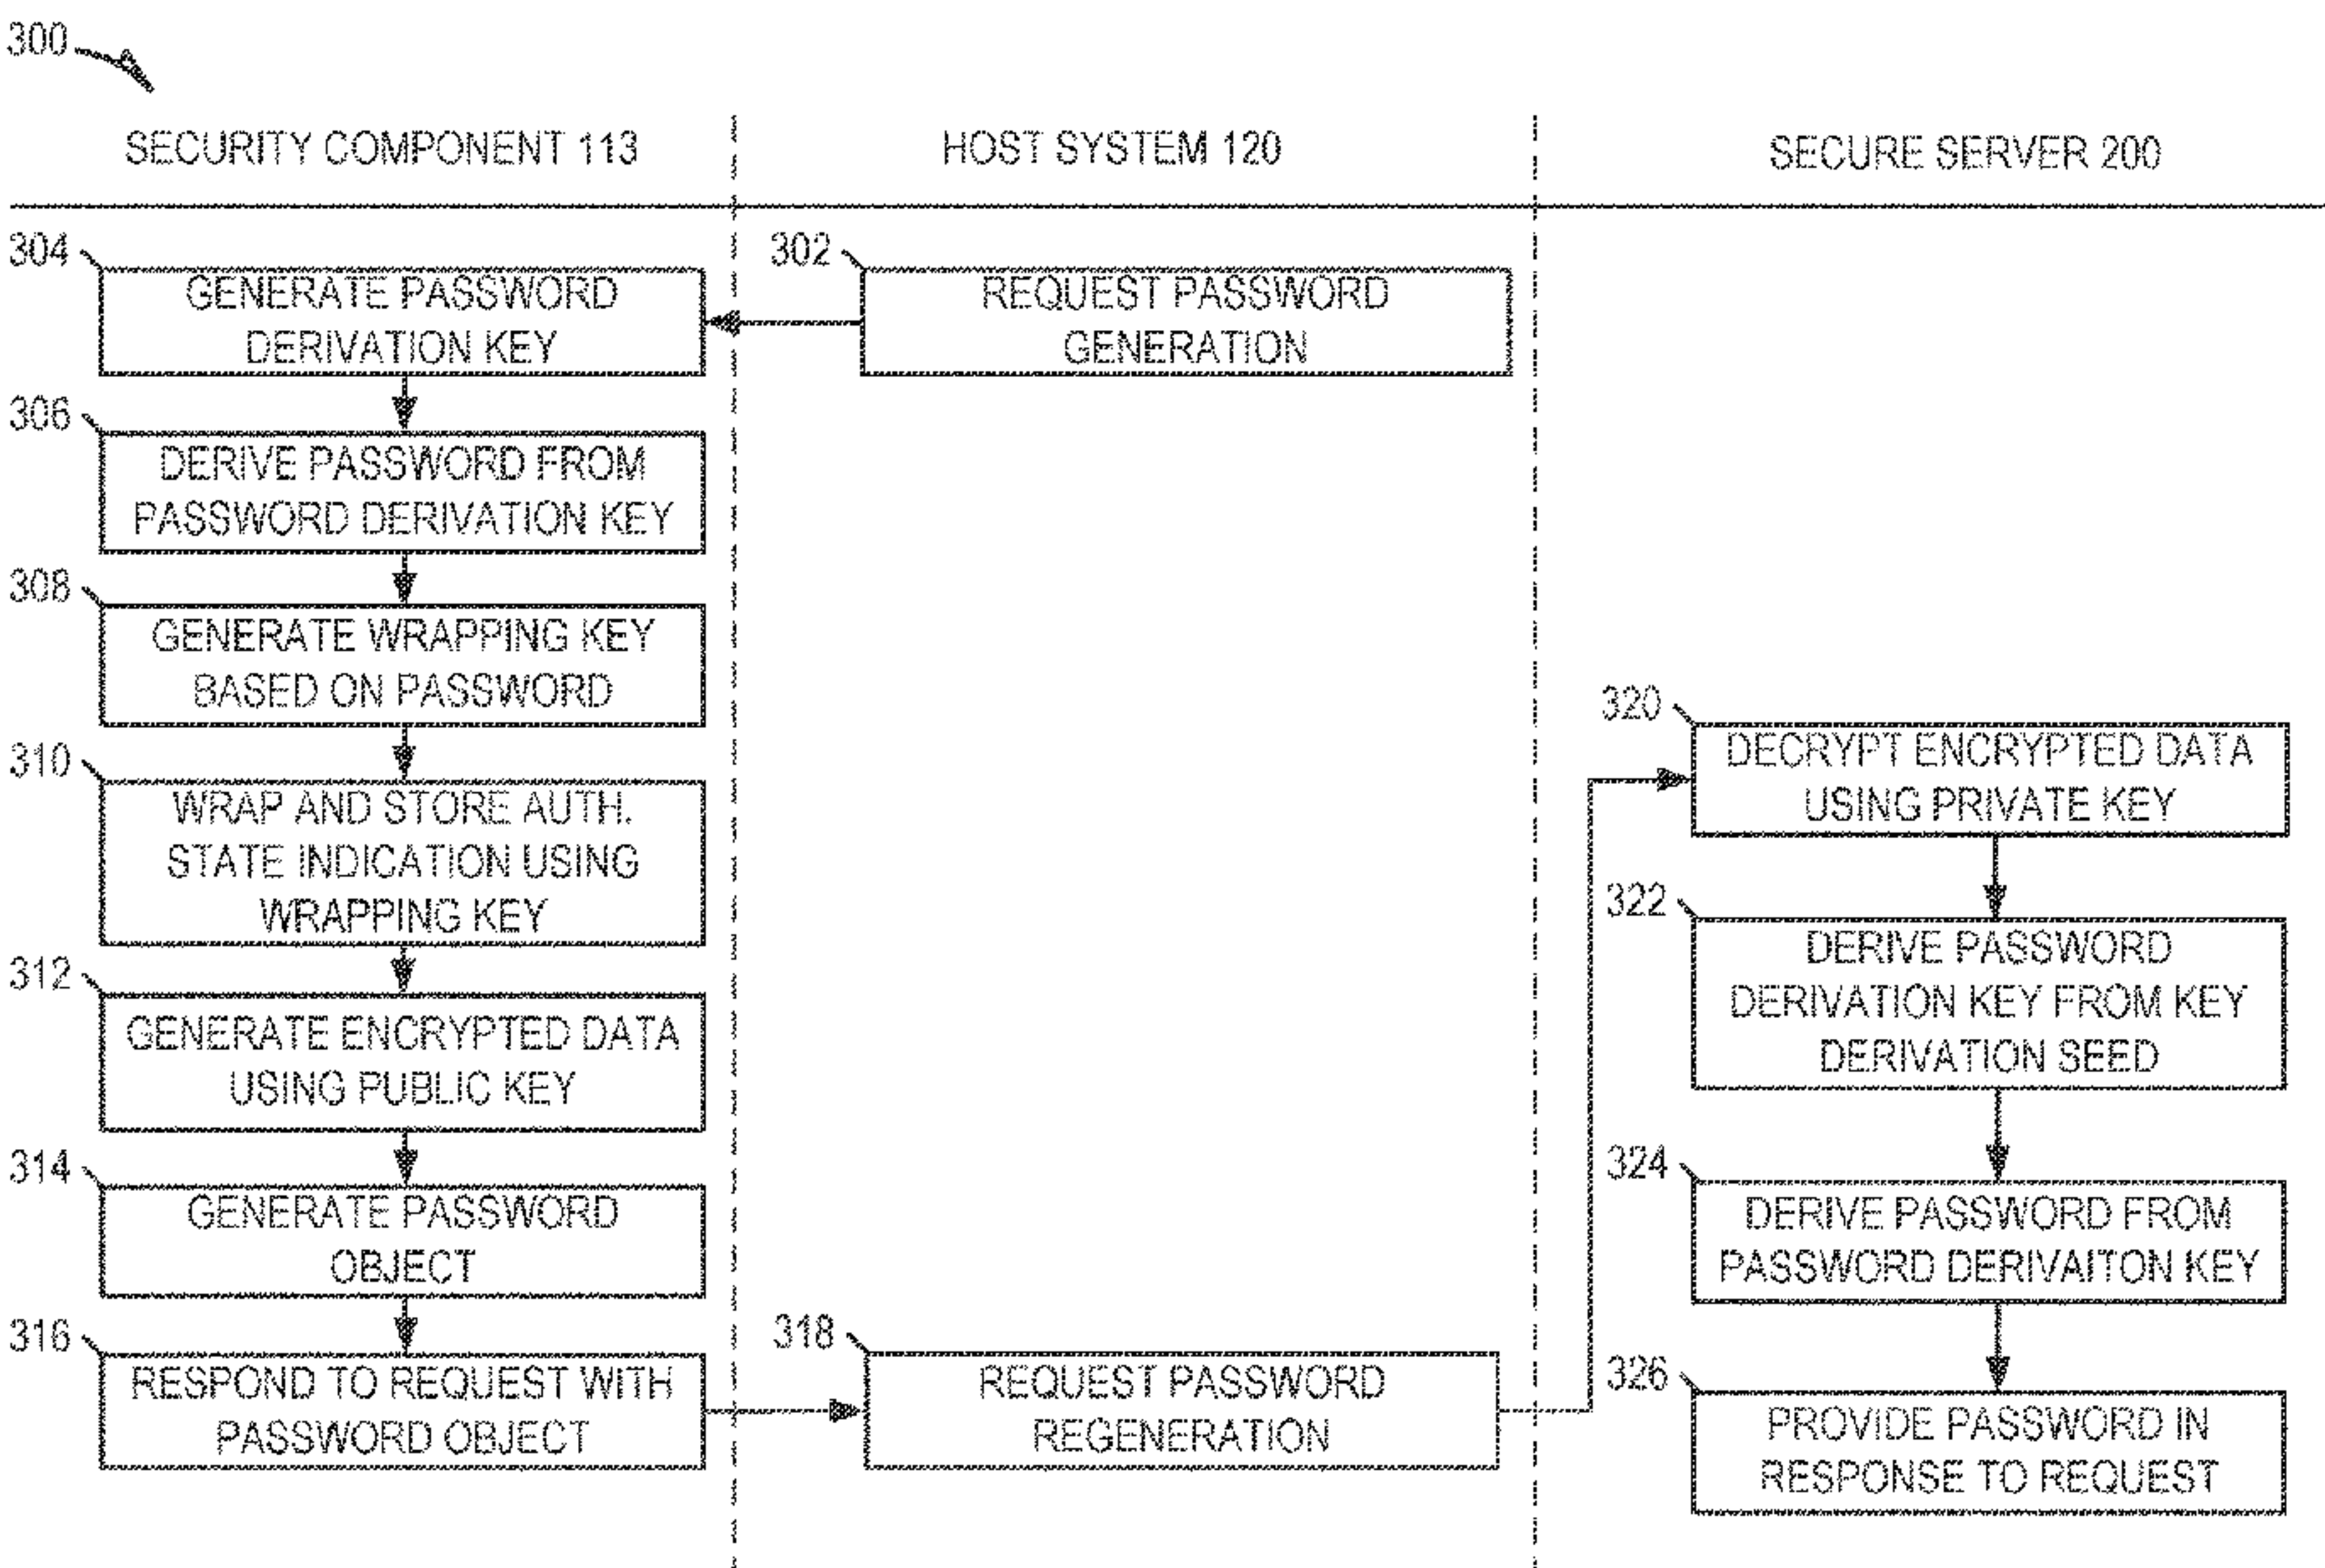 300
SECURITY COMPONENT 113
HOST SYSTEM 120
SECURE SERVER 200
304
GENERATE PASSWORD
DERIVATION KEY
302
REQUEST PASSWORD
GENERATION
306
DERIVE PASSWORD FROM
PASSWORD DERIVATION KEY
308
GENERATE WRAPPING KEY
BASED ON PASSWORD
310
WRAP AND STORE AUTH.
STATE INDICATION USING
WRAPPING KEY
312
GENERATE ENCRYPTED DATA
USING PUBLIC KEY
314
GENERATE PASSWORD
OBJECT
316
RESPOND TO REQUEST WITH
PASSWORD OBJECT
318
REQUEST PASSWORD
REGENERATION
320
DECRYPT ENCRYPTED DATA
USING PRIVATE KEY
322
DERIVE PASSWORD
DERIVATION KEY FROM KEY
DERIVATION SEED
324
DERIVE PASSWORD FROM
PASSWORD DERIVAITON KEY
326
PROVIDE PASSWORD IN
RESPONSE TO REQUEST